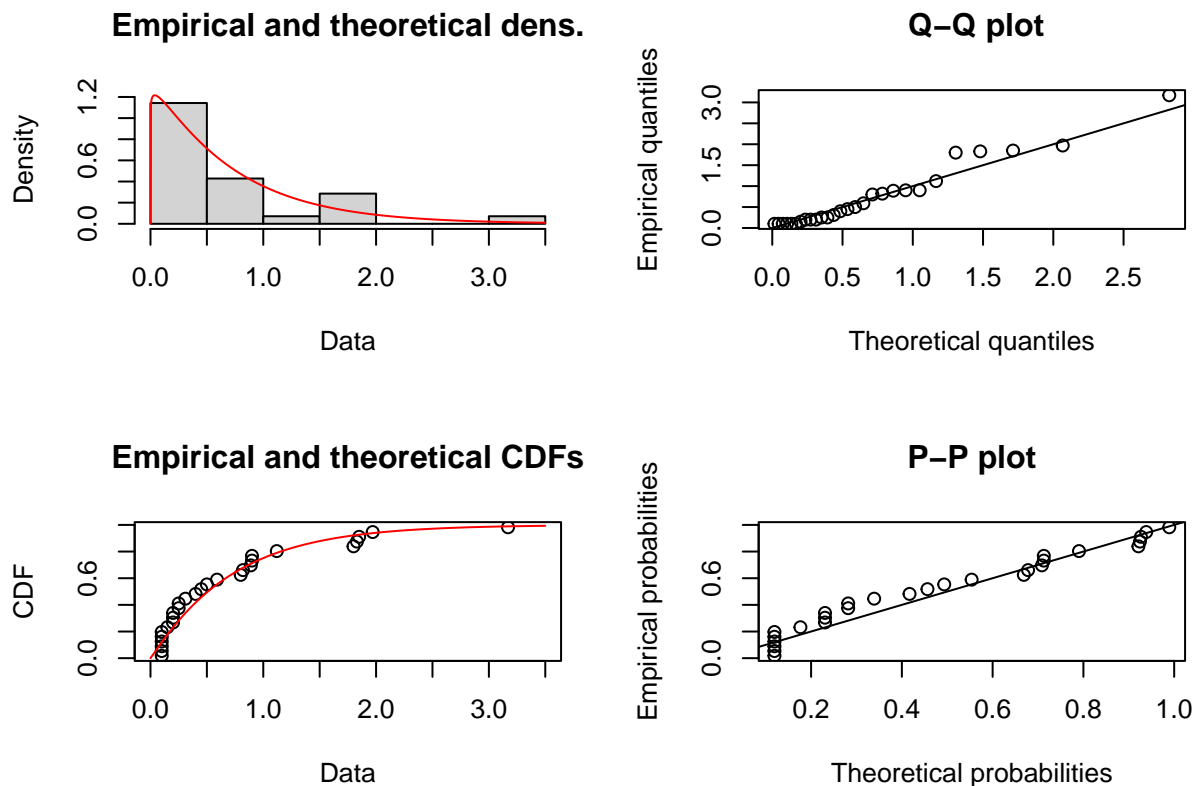 Empirical and theoretical dens.
Density
0.0 0.6 1.2
0.0 1.0 2.0 3.0
Data
Q−Q plot
Empirical quantiles
0.0 1.5 3.0
0.0 0.5 1.0 1.5 2.0 2.5
Theoretical quantiles
Empirical and theoretical CDFs
CDF
0.0 0.6
0.0 1.0 2.0 3.0
Data
P−P plot
Empirical probabilities
0.0 0.6
0.2 0.4 0.6 0.8 1.0
Theoretical probabilities